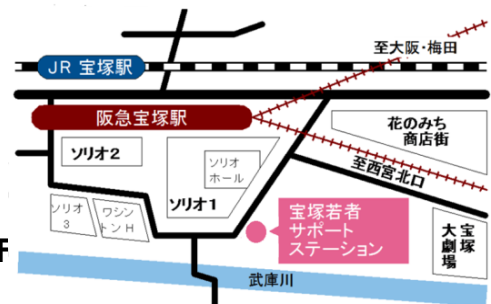 至大阪・梅田
JR 宝塚駅
阪急宝塚駅
花のみち
商店街
ソリオ2
ソリオ
ホール
至西宮北口
ソリオ1
ソリオ
3
ワシン
トンH
宝塚若者
サポート
ステーション
宝塚
大劇場
武庫川